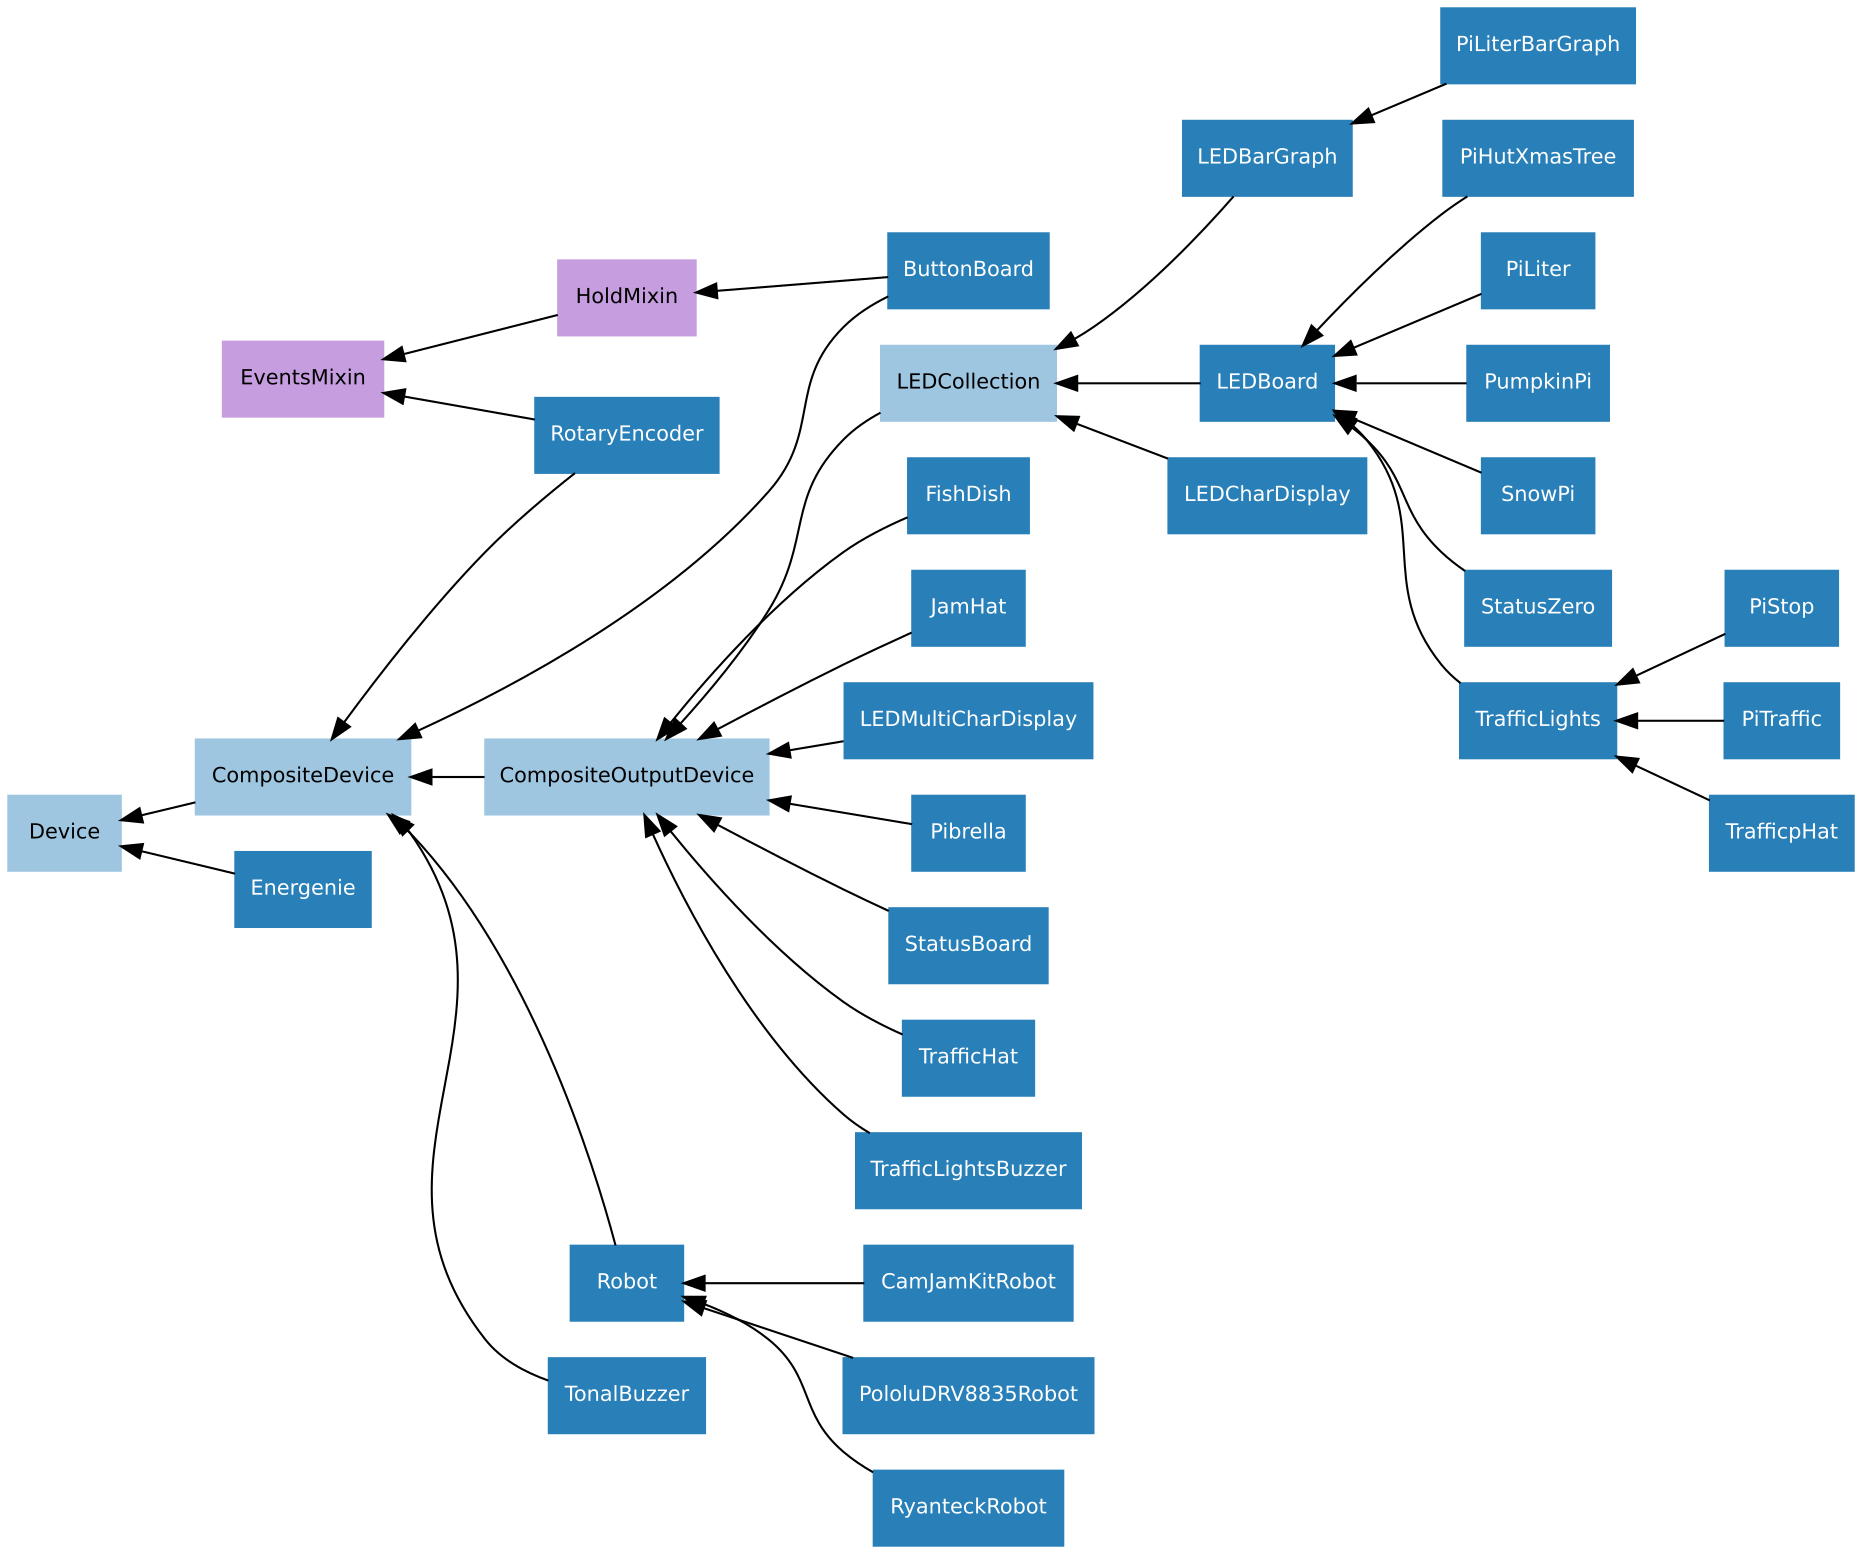 PiLiterBarGraph
LEDBarGraph
PiHutXmasTree
ButtonBoard
PiLiter
HoldMixin
EventsMixin
LEDCollection
LEDBoard
PumpkinPi
RotaryEncoder
FishDish
LEDCharDisplay
SnowPi
JamHat
StatusZero
PiStop
LEDMultiCharDisplay
TrafficLights
PiTraffic
CompositeDevice
CompositeOutputDevice
Device
Pibrella
TrafficpHat
Energenie
StatusBoard
TrafficHat
TrafficLightsBuzzer
Robot
CamJamKitRobot
TonalBuzzer
PololuDRV8835Robot
RyanteckRobot